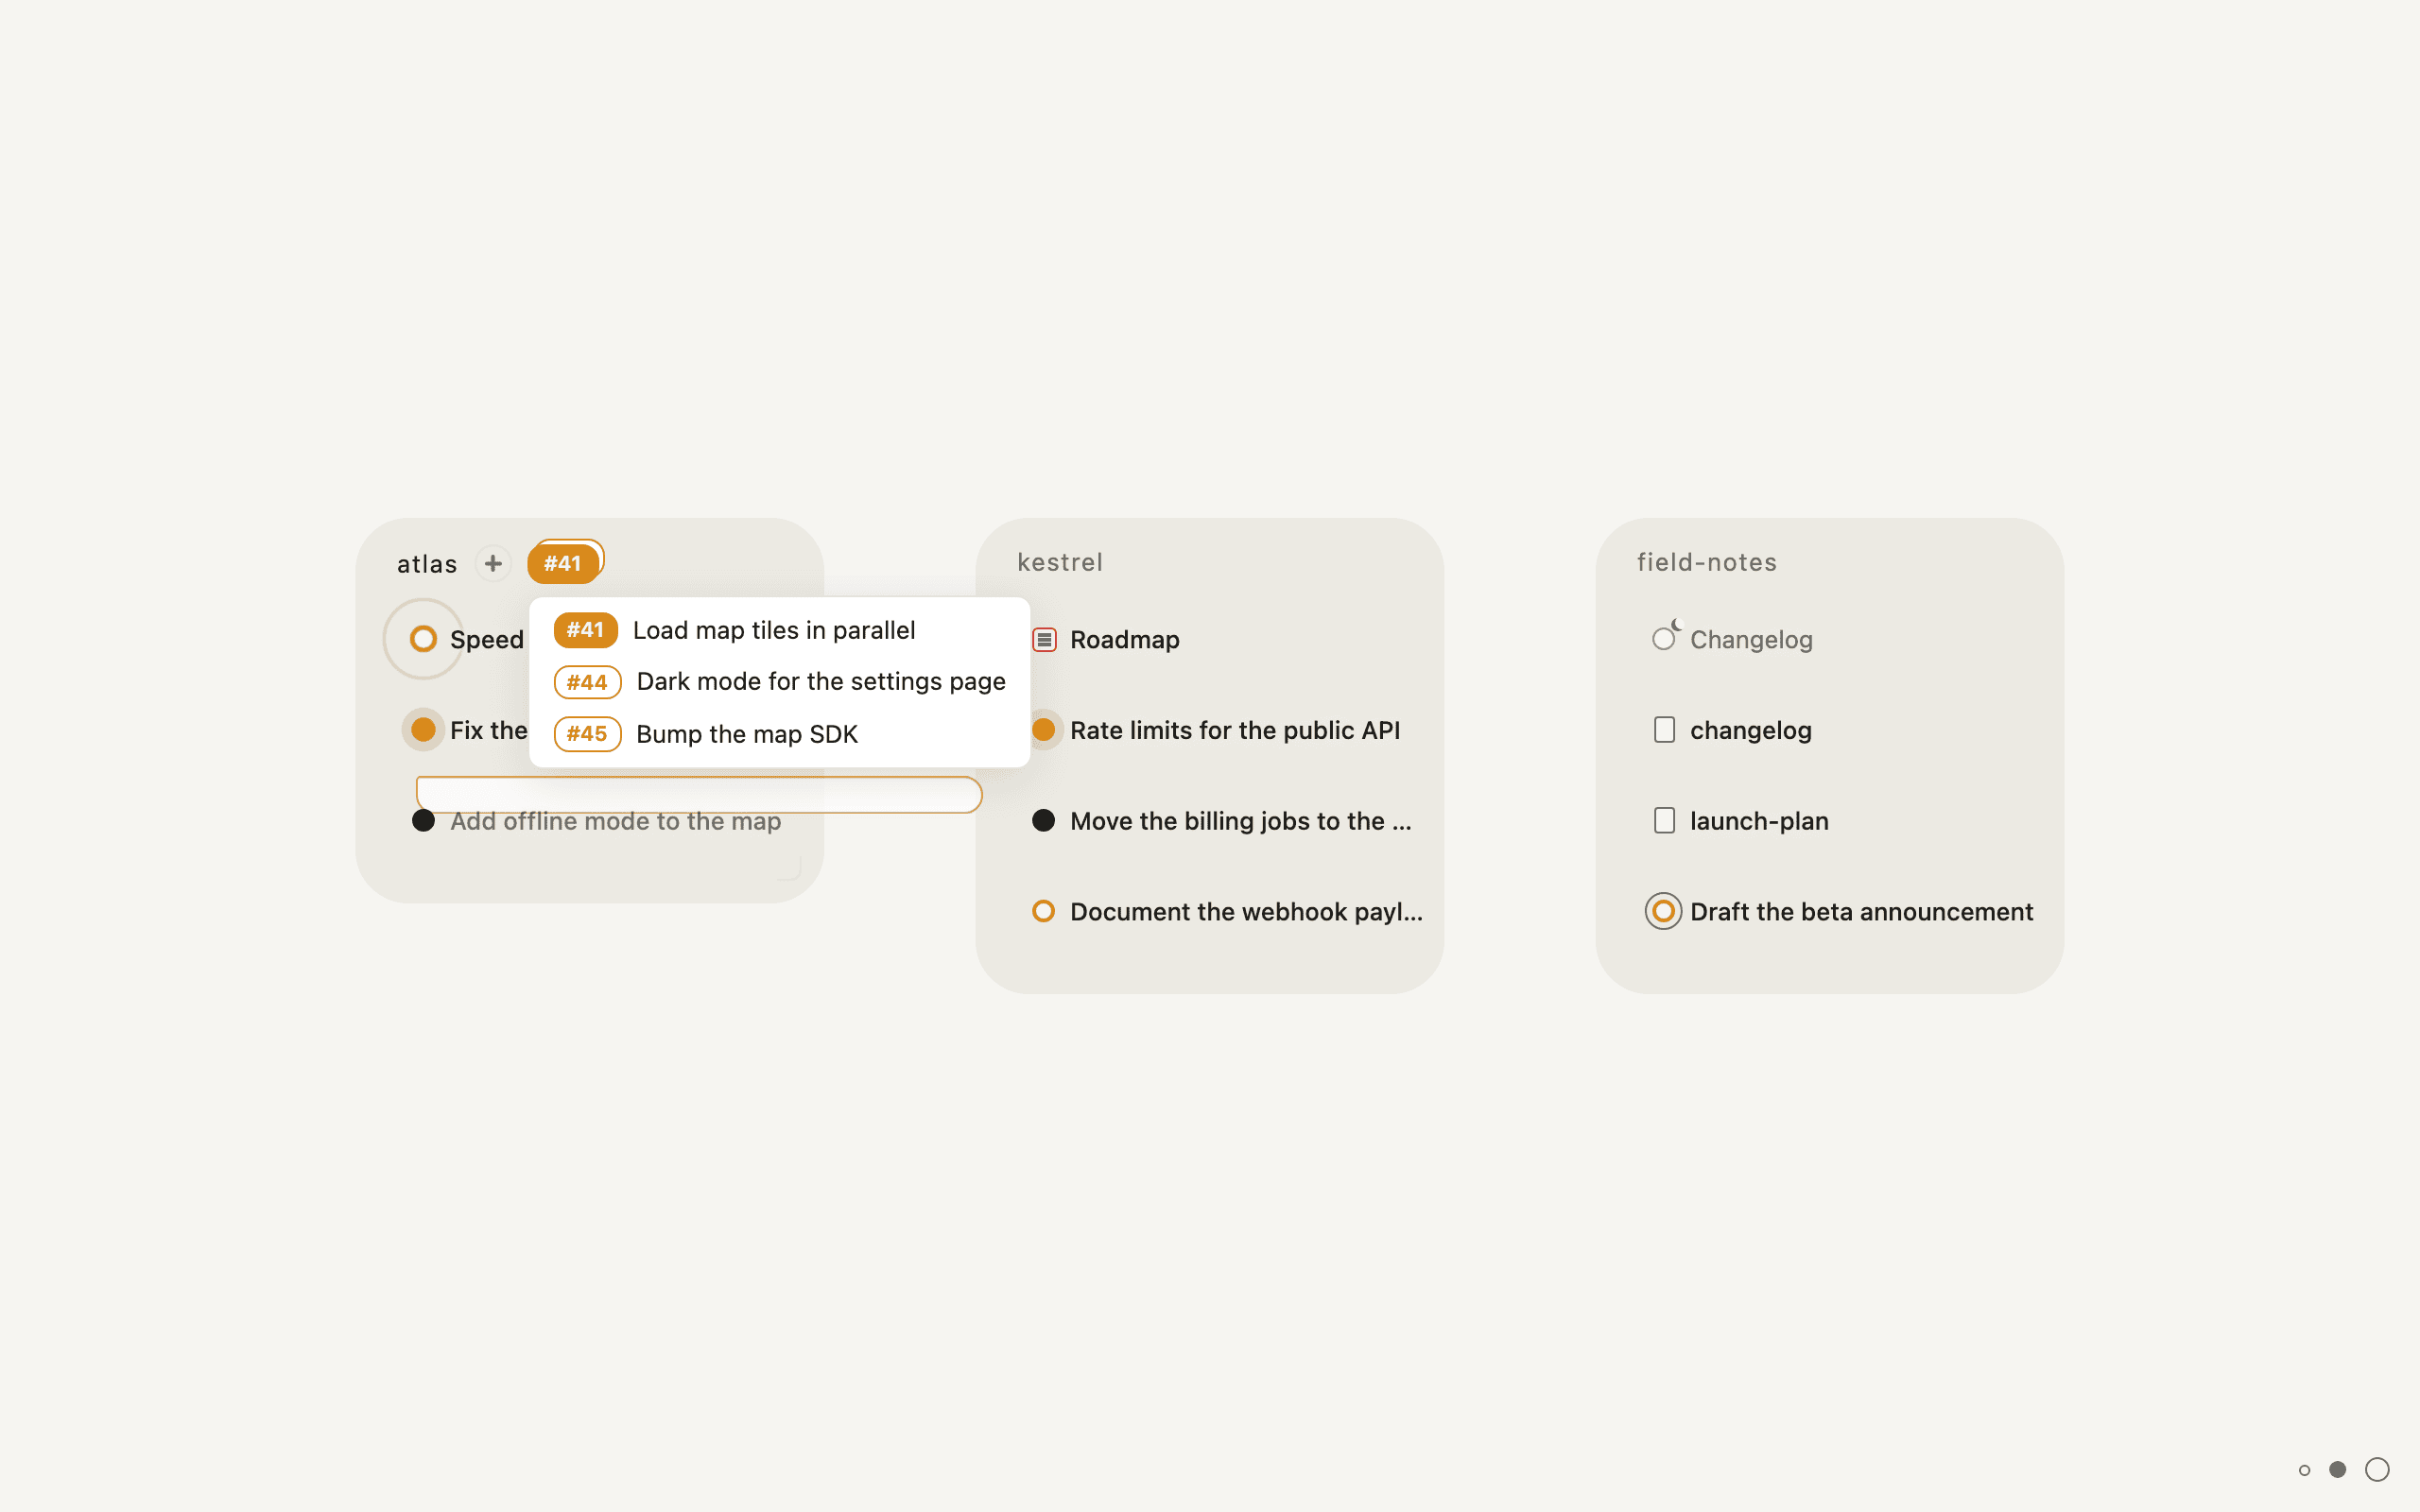 atlas
#41
Speed
#41 Load map tiles in parallel
#44 Dark mode for the settings page
#45 Bump the map SDK
Fix the
Add offline mode to the map
kestrel
Roadmap
Rate limits for the public API
Move the billing jobs to the ...
Document the webhook payl...
field-notes
Changelog
changelog
launch-plan
Draft the beta announcement